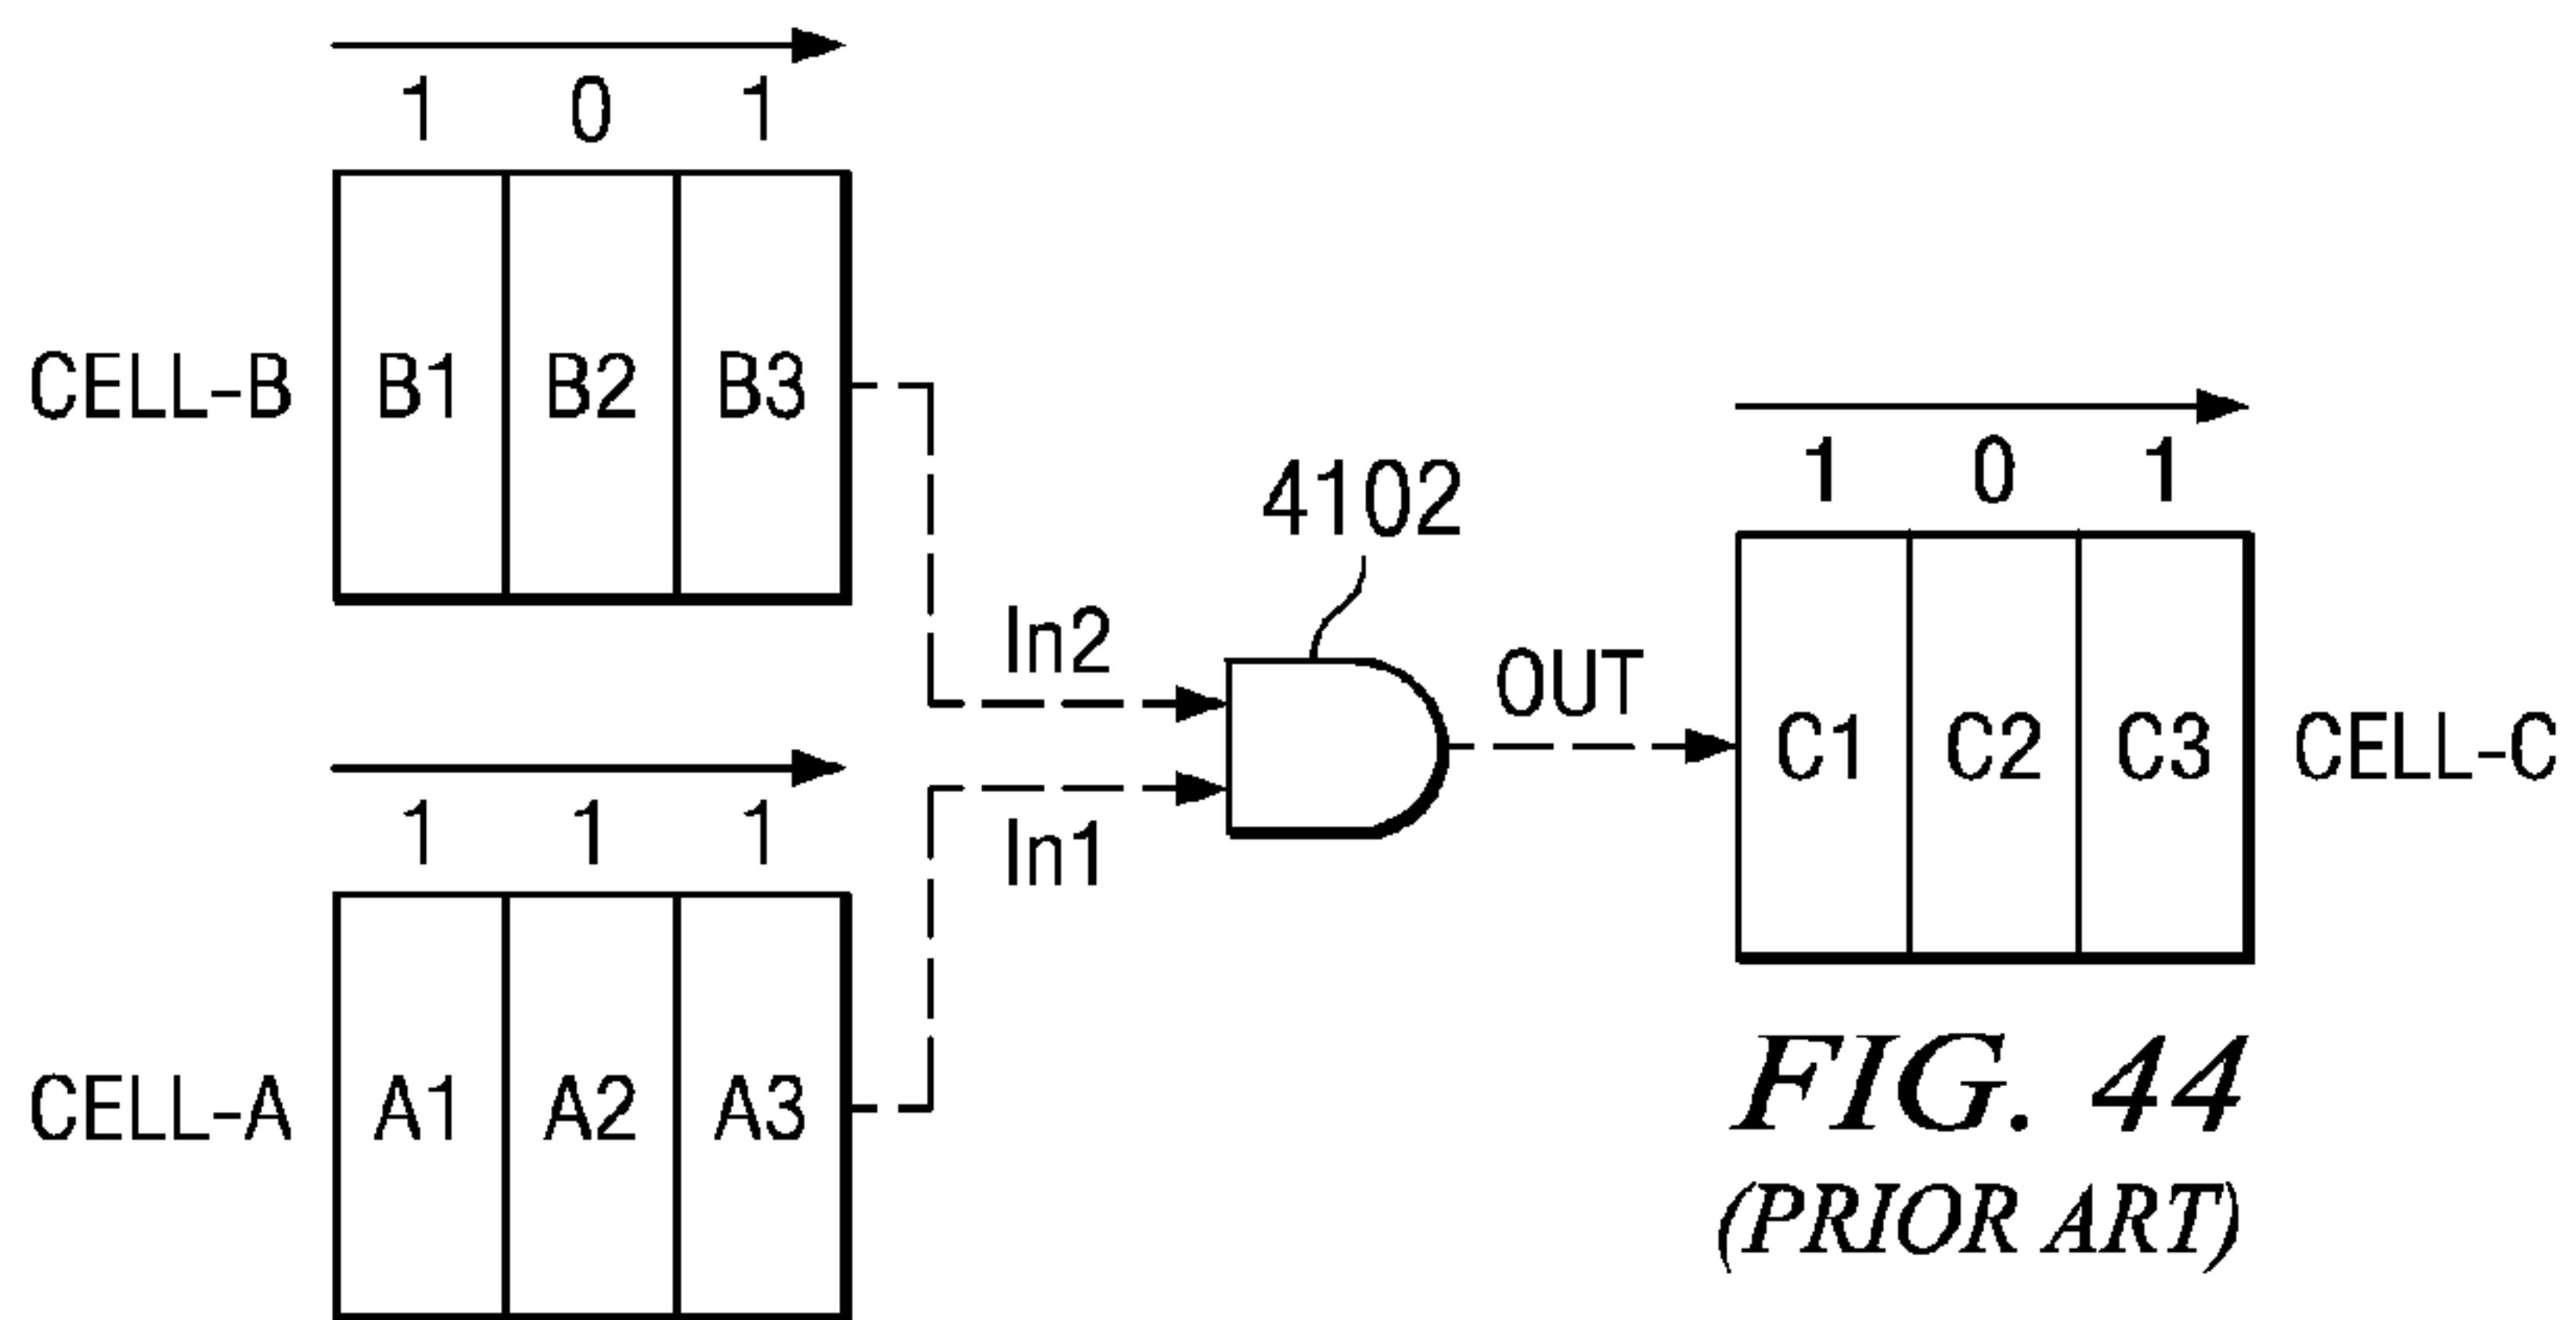 1 0 1
CELL-B B1 B2 B3
In2
4102
OUT
1 0 1
C1 C2 C3 CELL-C
In1
1 1 1
CELL-A A1 A2 A3
FIG. 44
(PRIOR ART)